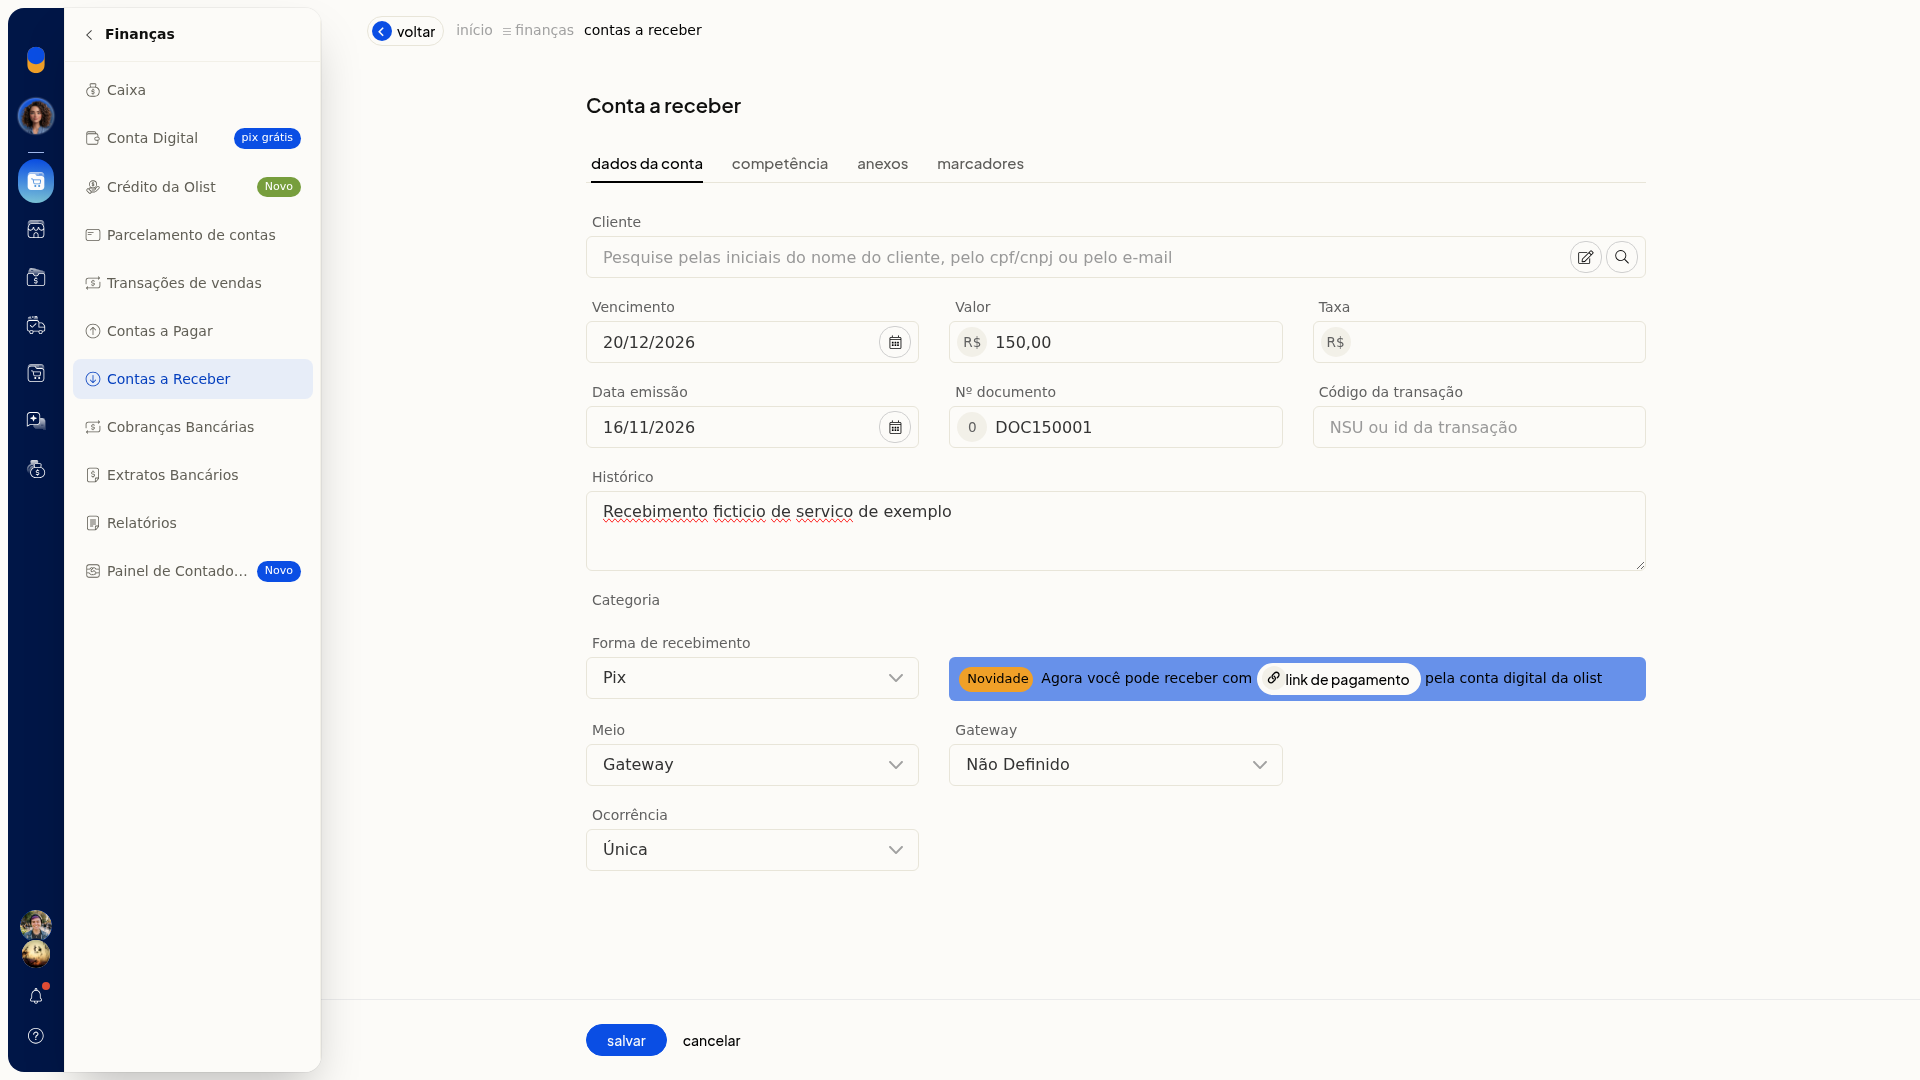 Finanças
Caixa
Conta Digital pix grátis
Crédito da Olist Novo
Parcelamento de contas
Transações de vendas
Contas a Pagar
Contas a Receber
Cobranças Bancárias
Extratos Bancários
Relatórios
Painel de Contado... Novo
voltar início finanças contas a receber
Conta a receber
dados da conta competência anexos marcadores
Cliente
Pesquise pelas iniciais do nome do cliente, pelo cpf/cnpj ou pelo e-mail
Vencimento Valor Taxa
20/12/2026 R$ 150,00 R$
Data emissão Nº documento Código da transação
16/11/2026 0 DOC150001 NSU ou id da transação
Histórico
Recebimento ficticio de servico de exemplo
Categoria
Forma de recebimento
Pix Novidade Agora você pode receber com link de pagamento pela conta digital da olist
Meio Gateway
Gateway Não Definido
Ocorrência
Única
salvar cancelar